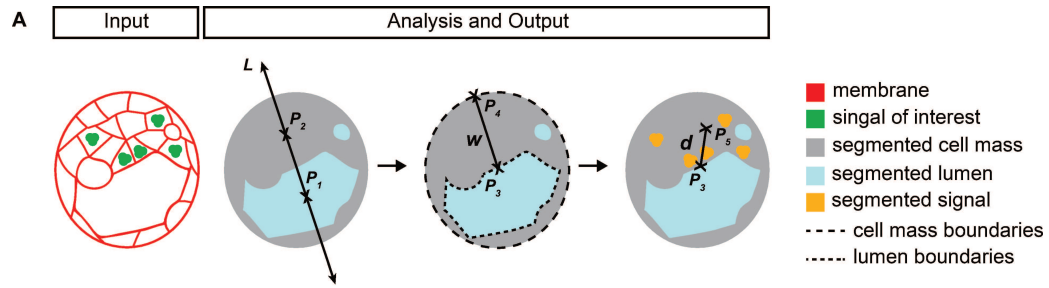 A
Input
Analysis and Output
L
P2
P1
P4
w
P3
d
P5
P3
membrane
singal of interest
segmented cell mass
segmented lumen
segmented signal
cell mass boundaries
lumen boundaries